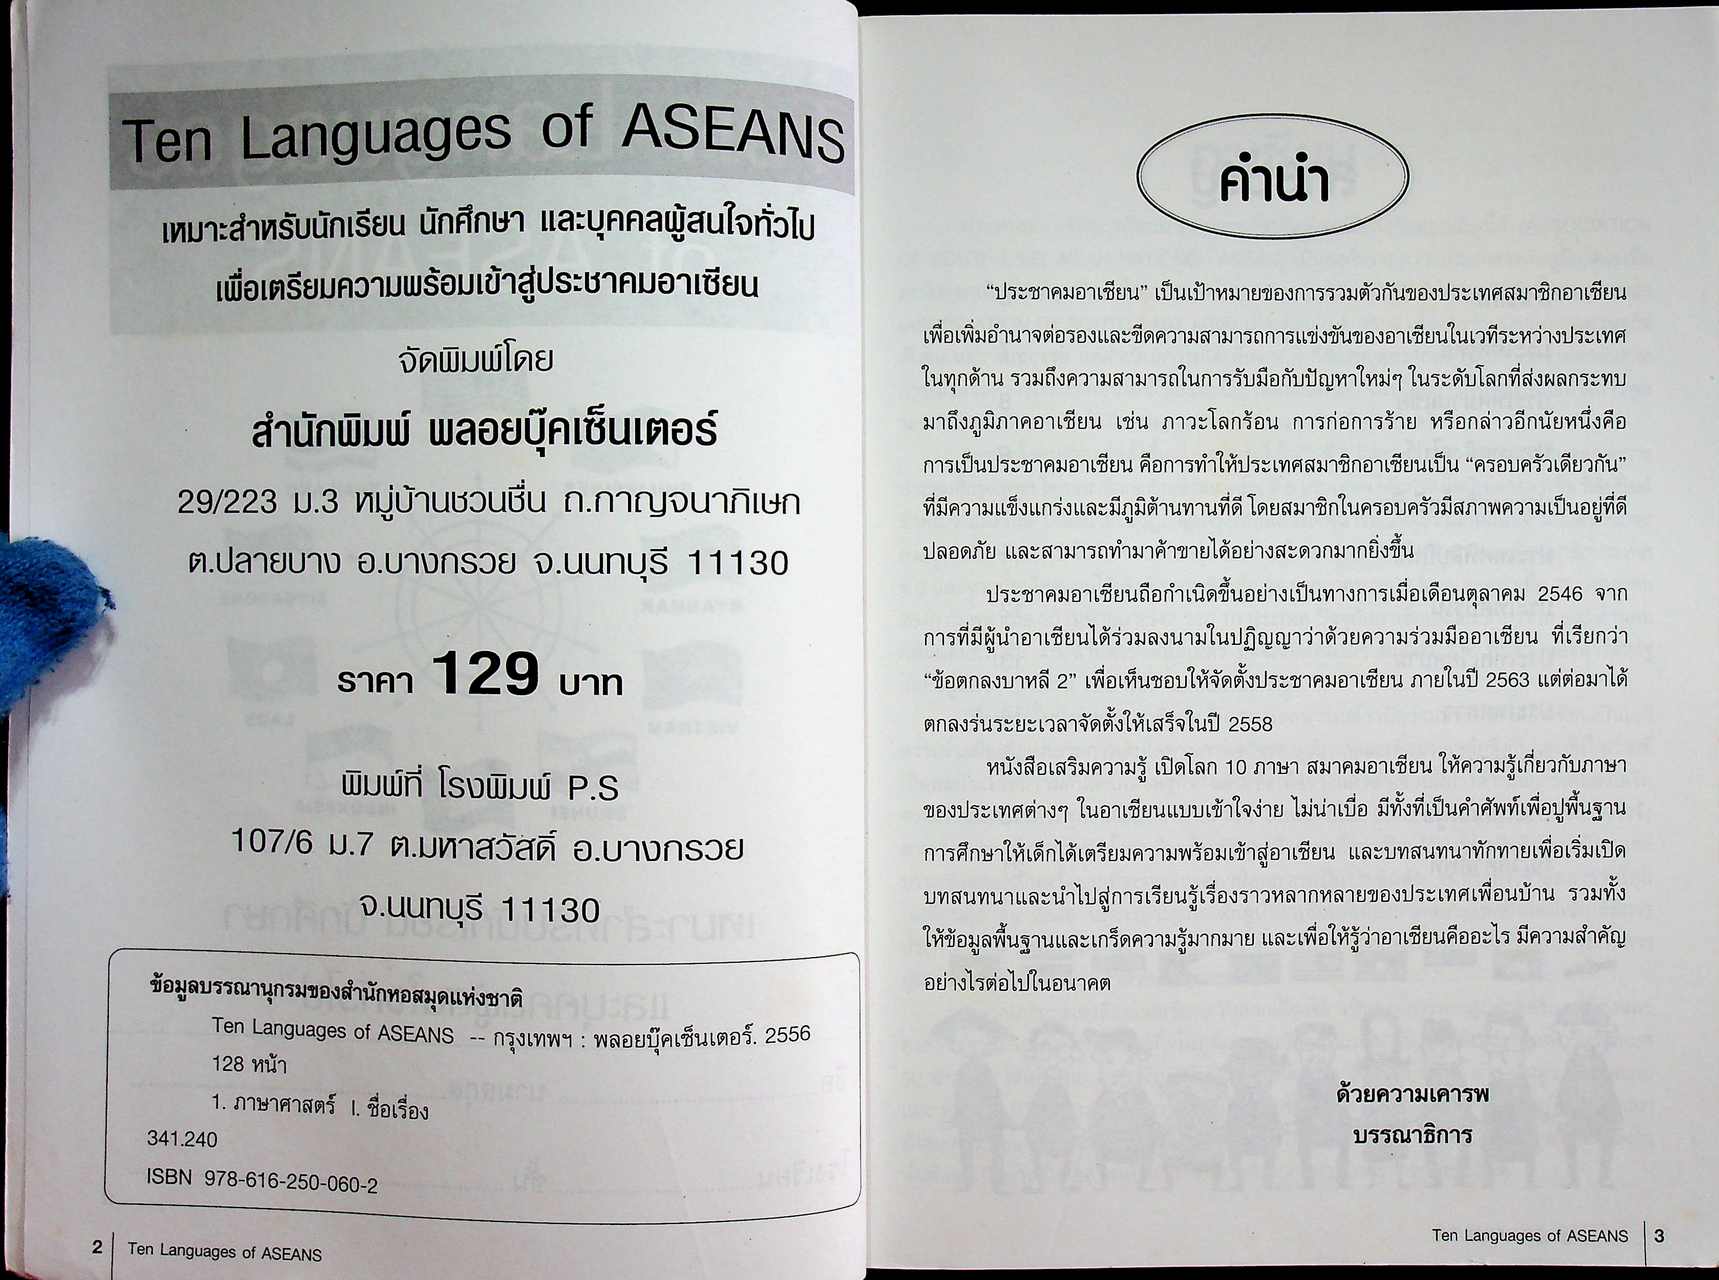 Ten Languages of ASEANS
เหมาะสำหรับนักเรียน นักศึกษา และบุคคลผู้สนใจทั่วไป
เพื่อเตรียมความพร้อมเข้าสู่ประชาคมอาเซียน
จัดพิมพ์โดย
สำนักพิมพ์ พลอยบุ๊คเซ็นเตอร์
29/223 ม.3 หมู่บ้านชวนชื่น ถ.กาญจนาภิเษก
ต.ปลายบาง อ.บางกรวย จ.นนทบุรี 11130
ราคา 129 บาท
พิมพ์ที่ โรงพิมพ์ P.S
107/6 ม.7 ต.มหาสวัสดิ์ อ.บางกรวย
จ.นนทบุรี 11130
ข้อมูลบรรณานุกรมของสำนักหอสมุดแห่งชาติ
Ten Languages of ASEANS -- กรุงเทพฯ : พลอยบุ๊คเซ็นเตอร์. 2556
128 หน้า
1. ภาษาศาสตร์ I. ชื่อเรื่อง
341.240
ISBN 978-616-250-060-2
2 Ten Languages of ASEANS
คำนำ
“ประชาคมอาเซียน” เป็นเป้าหมายของการรวมตัวกันของประเทศสมาชิกอาเซียน
เพื่อเพิ่มอำนาจต่อรองและขีดความสามารถการแข่งขันของอาเซียนในเวทีระหว่างประเทศ
ในทุกด้าน รวมถึงความสามารถในการรับมือกับปัญหาใหม่ๆ ในระดับโลกที่ส่งผลกระทบ
มาถึงภูมิภาคอาเซียน เช่น ภาวะโลกร้อน การก่อการร้าย หรือกล่าวอีกนัยหนึ่งคือ
การเป็นประชาคมอาเซียน คือการทำให้ประเทศสมาชิกอาเซียนเป็น “ครอบครัวเดียวกัน”
ที่มีความแข็งแกร่งและมีภูมิต้านทานที่ดี โดยสมาชิกในครอบครัวมีสภาพความเป็นอยู่ที่ดี
ปลอดภัย และสามารถทำมาค้าขายได้อย่างสะดวกมากยิ่งขึ้น
ประชาคมอาเซียนถือกำเนิดขึ้นอย่างเป็นทางการเมื่อเดือนตุลาคม 2546 จาก
การที่มีผู้นำอาเซียนได้ร่วมลงนามในปฏิญญาว่าด้วยความร่วมมืออาเซียน ที่เรียกว่า
“ข้อตกลงบาหลี 2” เพื่อเห็นชอบให้จัดตั้งประชาคมอาเซียน ภายในปี 2563 แต่ต่อมาได้
ตกลงร่นระยะเวลาจัดตั้งให้เสร็จในปี 2558
หนังสือเสริมความรู้ เปิดโลก 10 ภาษา สมาคมอาเซียน ให้ความรู้เกี่ยวกับภาษา
ของประเทศต่างๆ ในอาเซียนแบบเข้าใจง่าย ไม่น่าเบื่อ มีทั้งที่เป็นคำศัพท์เพื่อปูพื้นฐาน
การศึกษาให้เด็กได้เตรียมความพร้อมเข้าสู่อาเซียน และบทสนทนาทักทายเพื่อเริ่มเปิด
บทสนทนาและนำไปสู่การเรียนรู้เรื่องราวหลากหลายของประเทศเพื่อนบ้าน รวมทั้ง
ให้ข้อมูลพื้นฐานและเกร็ดความรู้มากมาย และเพื่อให้รู้ว่าอาเซียนคืออะไร มีความสำคัญ
อย่างไรต่อไปในอนาคต
ด้วยความเคารพ
บรรณาธิการ
Ten Languages of ASEANS 3